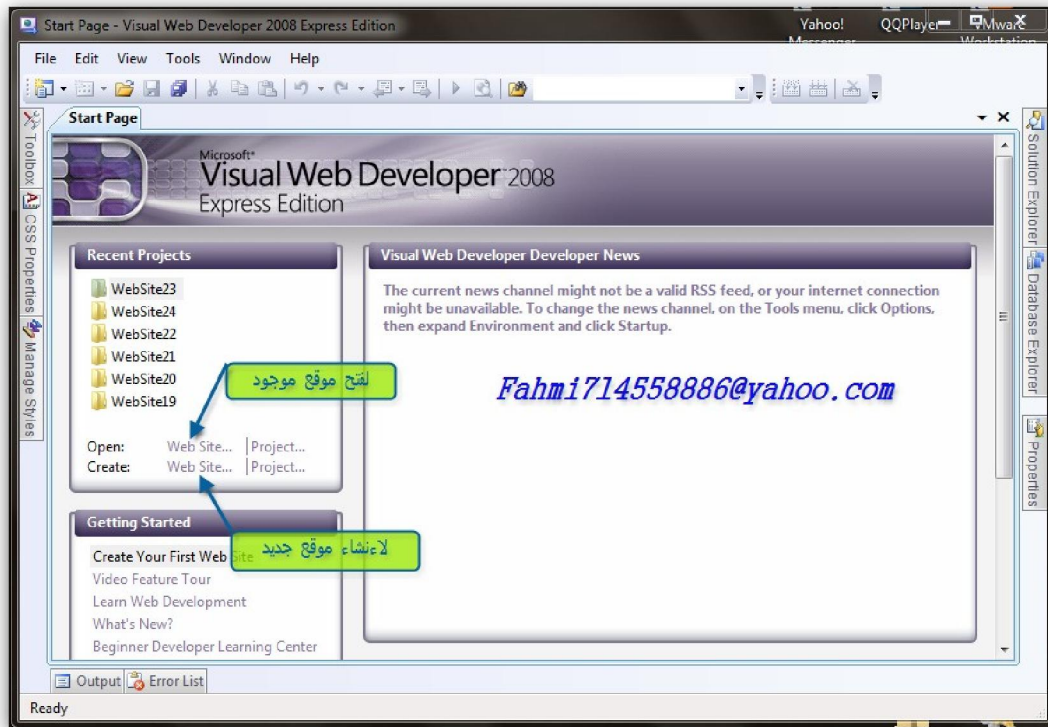 Start Page - Visual Web Developer 2008 Express Edition
Yahoo!
Messenger
QQPlayer
VMware
Workstation
File Edit View Tools Window Help
Start Page
Toolbox
CSS Properties
Manage Styles
Solution Explorer
Database Explorer
Properties
Microsoft®
Visual Web Developer 2008
Express Edition
Recent Projects
WebSite23
WebSite24
WebSite22
WebSite21
WebSite20
WebSite19
لفتح موقع موجود
Open: Web Site... Project...
Create: Web Site... Project...
Getting Started
لاءنشاء موقع جديد
Create Your First Web Site
Video Feature Tour
Learn Web Development
What's New?
Beginner Developer Learning Center
Visual Web Developer Developer News
The current news channel might not be a valid RSS feed, or your internet connection
might be unavailable. To change the news channel, on the Tools menu, click Options,
then expand Environment and click Startup.
Fahmi714558886@yahoo.com
Output Error List
Ready